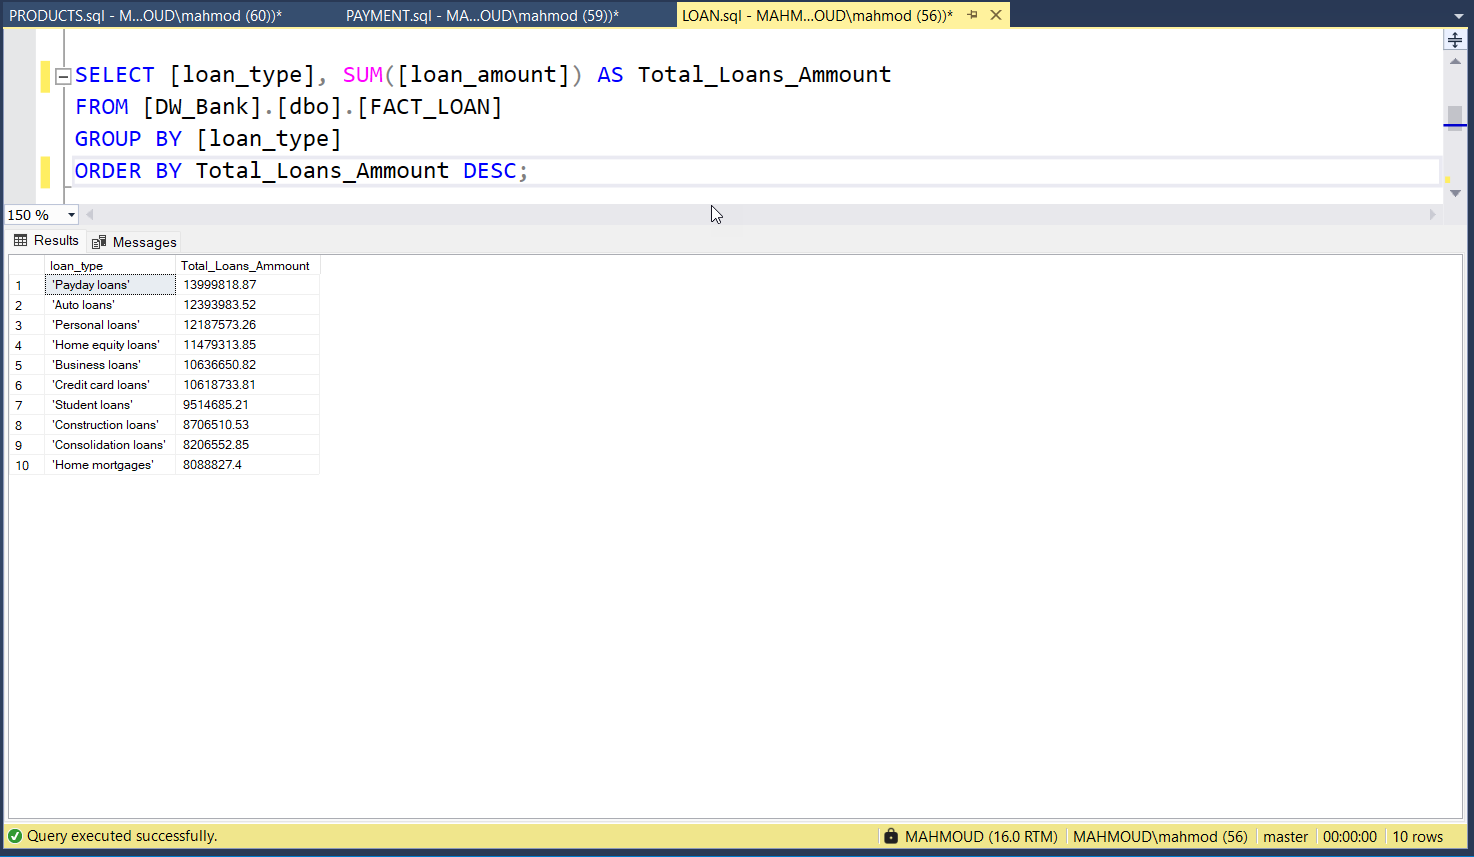 PRODUCTS.sql - M...OUD\mahmod (60))* PAYMENT.sql - MA...OUD\mahmod (59))* LOAN.sql - MAHM...OUD\mahmod (56))*
SELECT [loan_type], SUM([loan_amount]) AS Total_Loans_Ammount
FROM [DW_Bank].[dbo].[FACT_LOAN]
GROUP BY [loan_type]
ORDER BY Total_Loans_Ammount DESC;
150 %
Results Messages
loan_type Total_Loans_Ammount
1 'Payday loans' 13999818.87
2 'Auto loans' 12393983.52
3 'Personal loans' 12187573.26
4 'Home equity loans' 11479313.85
5 'Business loans' 10636650.82
6 'Credit card loans' 10618733.81
7 'Student loans' 9514685.21
8 'Construction loans' 8706510.53
9 'Consolidation loans' 8206552.85
10 'Home mortgages' 8088827.4
Query executed successfully. MAHMOUD (16.0 RTM) MAHMOUD\mahmod (56) master 00:00:00 10 rows